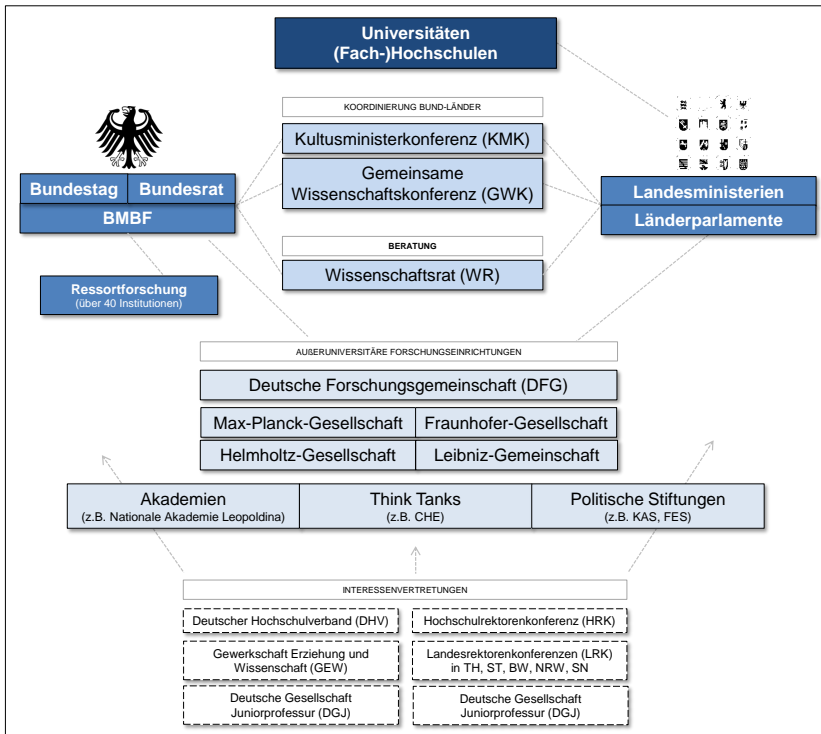 Universitäten
(Fach-)Hochschulen
KOORDINIERUNG BUND-LÄNDER
Kultusministerkonferenz (KMK)
Gemeinsame
Wissenschaftskonferenz (GWK)
Bundestag
Bundesrat
BMBF
Landesministerien
Länderparlamente
BERATUNG
Wissenschaftsrat (WR)
Ressortforschung
(über 40 Institutionen)
AUßERUNIVERSITÄRE FORSCHUNGSEINRICHTUNGEN
Deutsche Forschungsgemeinschaft (DFG)
Max-Planck-Gesellschaft
Fraunhofer-Gesellschaft
Helmholtz-Gesellschaft
Leibniz-Gemeinschaft
Akademien
(z.B. Nationale Akademie Leopoldina)
Think Tanks
(z.B. CHE)
Politische Stiftungen
(z.B. KAS, FES)
INTERESSENVERTRETUNGEN
Deutscher Hochschulverband (DHV)
Hochschulrektorenkonferenz (HRK)
Gewerkschaft Erziehung und
Wissenschaft (GEW)
Landesrektorenkonferenzen (LRK)
in TH, ST, BW, NRW, SN
Deutsche Gesellschaft
Juniorprofessur (DGJ)
Deutsche Gesellschaft
Juniorprofessur (DGJ)